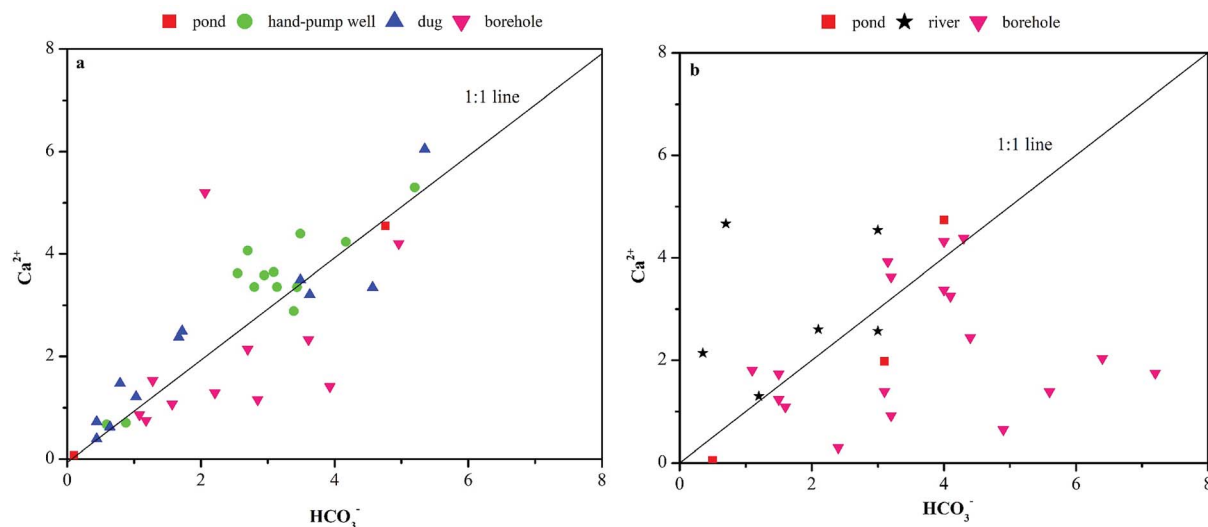 pond hand-pump well dug borehole
a
1:1 line
8
6
4
2
0
Ca²⁺
0 2 4 6 8
HCO₃⁻
pond river borehole
b
1:1 line
8
6
4
2
0
Ca²⁺
0 2 4 6 8
HCO₃⁻